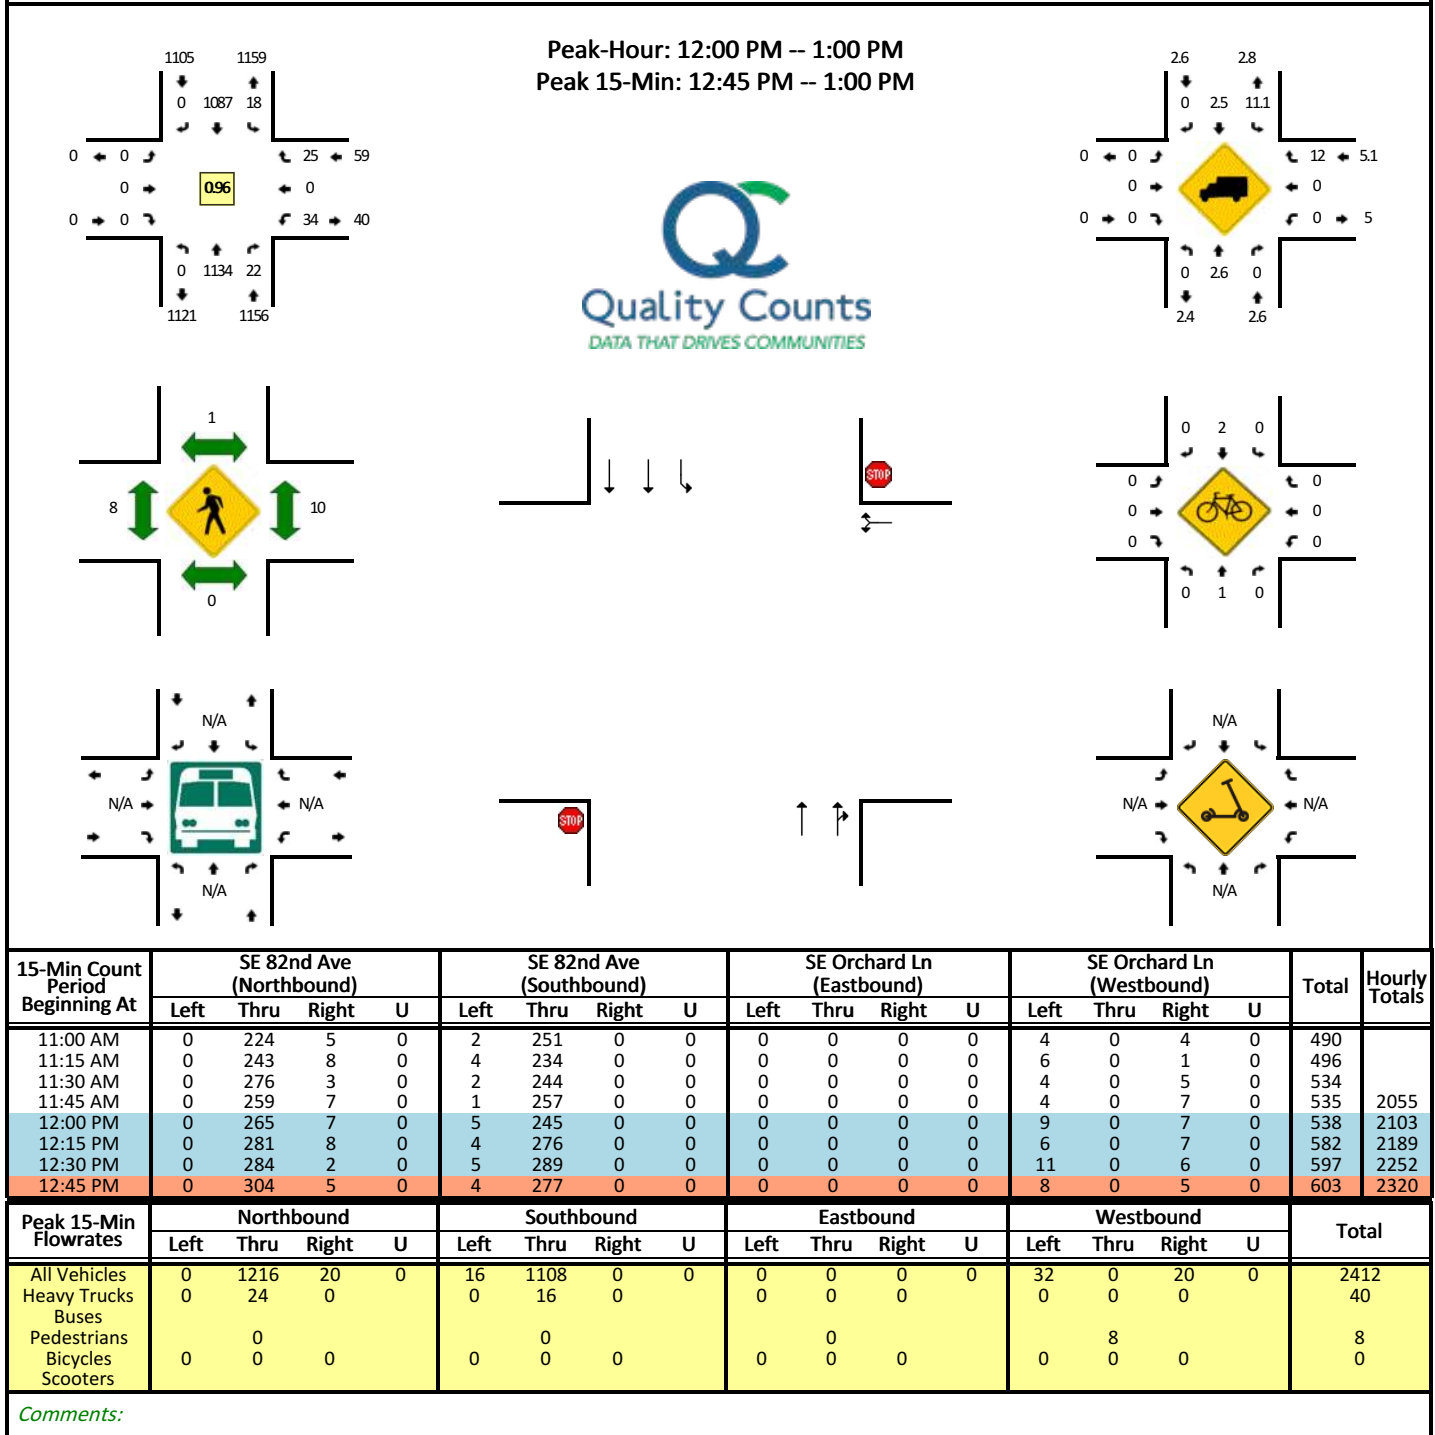 Peak-Hour: 12:00 PM -- 1:00 PM
Peak 15-Min: 12:45 PM -- 1:00 PM
1105 1159
0 1087 18
0 0 25 59
0 0.96 0
0 0 34 40
0 1134 22
1121 1156
2.6 2.8
0 2.5 11.1
0 0 12 5.1
0 0
0 0 0 5
0 2.6 0
2.4 2.6
QC
Quality Counts
DATA THAT DRIVES COMMUNITIES
1
8 10
0
STOP
0 2 0
0 0
0 0
0 0
0 1 0
N/A
N/A N/A
N/A
STOP
N/A
N/A N/A
N/A
15-Min Count Period Beginning At SE 82nd Ave (Northbound) SE 82nd Ave (Southbound) SE Orchard Ln (Eastbound) SE Orchard Ln (Westbound) Total Hourly Totals
Left Thru Right U Left Thru Right U Left Thru Right U Left Thru Right U
11:00 AM 0 224 5 0 2 251 0 0 0 0 0 0 4 0 4 0 490
11:15 AM 0 243 8 0 4 234 0 0 0 0 0 0 6 0 1 0 496
11:30 AM 0 276 3 0 2 244 0 0 0 0 0 0 4 0 5 0 534
11:45 AM 0 259 7 0 1 257 0 0 0 0 0 0 4 0 7 0 535 2055
12:00 PM 0 265 7 0 5 245 0 0 0 0 0 0 9 0 7 0 538 2103
12:15 PM 0 281 8 0 4 276 0 0 0 0 0 0 6 0 7 0 582 2189
12:30 PM 0 284 2 0 5 289 0 0 0 0 0 0 11 0 6 0 597 2252
12:45 PM 0 304 5 0 4 277 0 0 0 0 0 0 8 0 5 0 603 2320
Peak 15-Min Flowrates Northbound Southbound Eastbound Westbound Total
Left Thru Right U Left Thru Right U Left Thru Right U Left Thru Right U
All Vehicles 0 1216 20 0 16 1108 0 0 0 0 0 0 32 0 20 0 2412
Heavy Trucks 0 24 0 0 16 0 0 0 0 0 0 0 40
Buses
Pedestrians 0 0 0 8 8
Bicycles 0 0 0 0 0 0 0 0 0 0 0 0 0
Scooters
Comments: